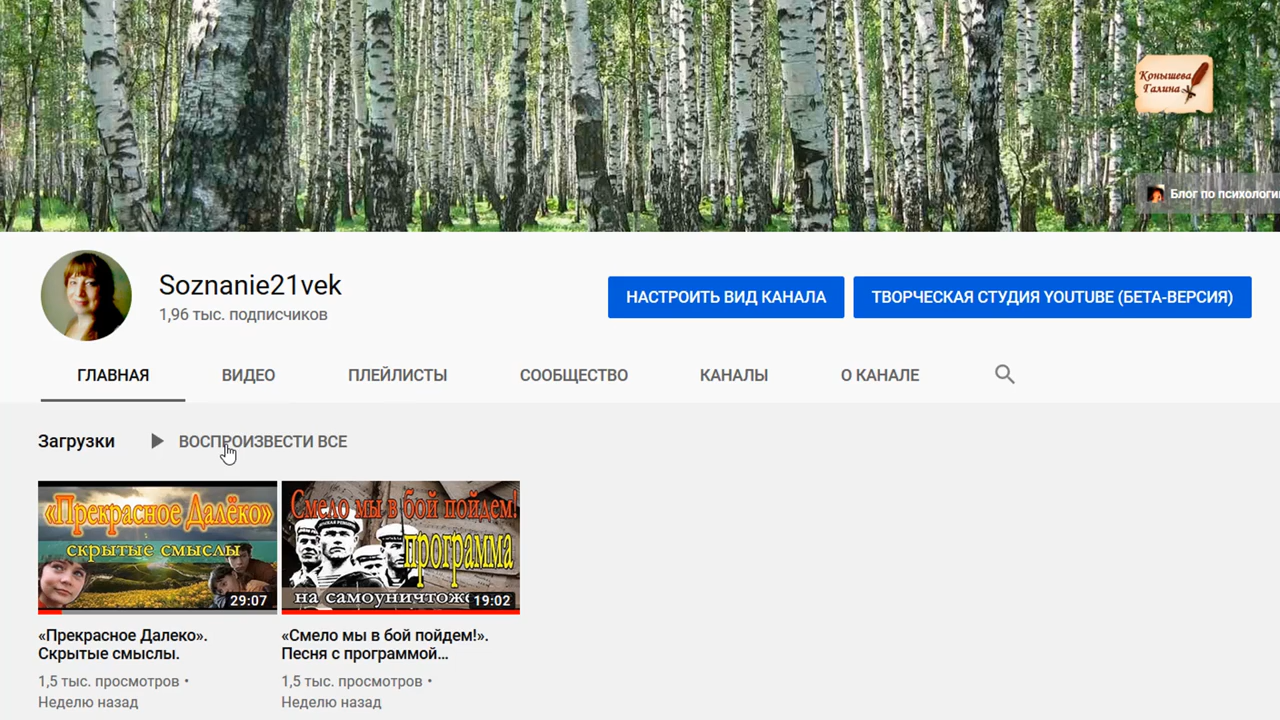 Конышева
Галина
Блог по психологии
Soznanie21vek
1,96 тыс. подписчиков
НАСТРОИТЬ ВИД КАНАЛА
ТВОРЧЕСКАЯ СТУДИЯ YOUTUBE (БЕТА-ВЕРСИЯ)
ГЛАВНАЯ
ВИДЕО
ПЛЕЙЛИСТЫ
СООБЩЕСТВО
КАНАЛЫ
О КАНАЛЕ
Загрузки
ВОСПРОИЗВЕСТИ ВСЕ
«Прекрасное Далёко»
скрытые смыслы
29:07
Смело мы в бой пойдем!
программа
на самоуничтоже
19:02
«Прекрасное Далеко».
Скрытые смыслы.
1,5 тыс. просмотров •
Неделю назад
«Смело мы в бой пойдем!».
Песня с программой...
1,5 тыс. просмотров •
Неделю назад